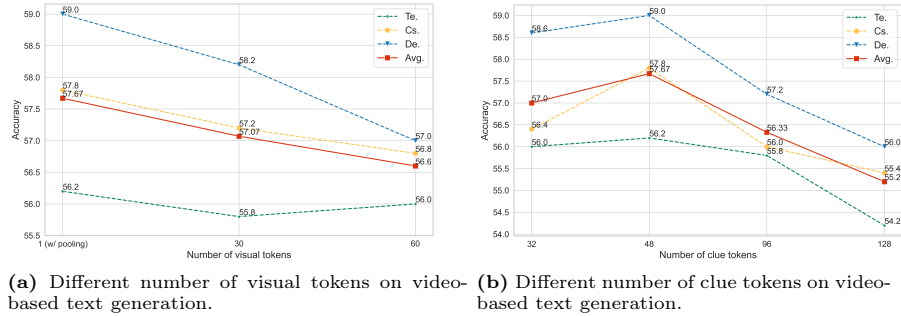 59.0
58.5
58.0
57.5
57.0
56.5
56.0
55.5
Accuracy
59.0
58.2
57.0
57.8
57.67
57.2
57.07
56.8
56.6
56.2
55.8
56.0
Te.
Cs.
De.
Avg.
1 (w/ pooling) 30 60
Number of visual tokens
(a) Different number of visual tokens on video-
based text generation.
59.0
58.5
58.0
57.5
57.0
56.5
56.0
55.5
55.0
54.5
54.0
Accuracy
58.6
59.0
57.2
56.0
57.0
57.8
57.67
56.4
56.33
56.0
55.8
55.4
55.2
56.0
56.2
54.2
Te.
Cs.
De.
Avg.
32 48 96 128
Number of clue tokens
(b) Different number of clue tokens on video-
based text generation.